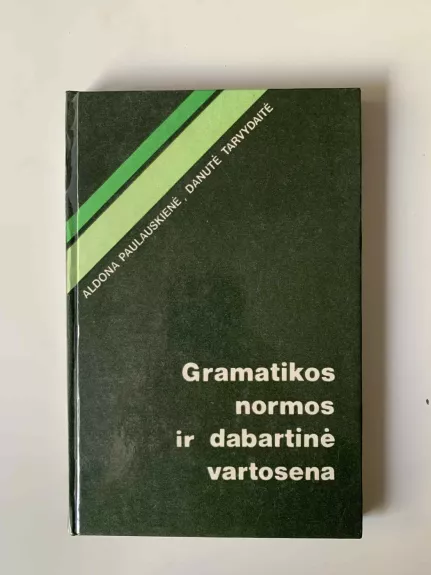 ALDONA PAULAUSKIENĖ, DANUTĖ TARVYDAITĖ
Gramatikos
normos
ir dabartinė
vartosena